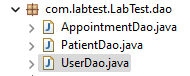 com.labtest.LabTest.dao
AppointmentDao.java
PatientDao.java
UserDao.java